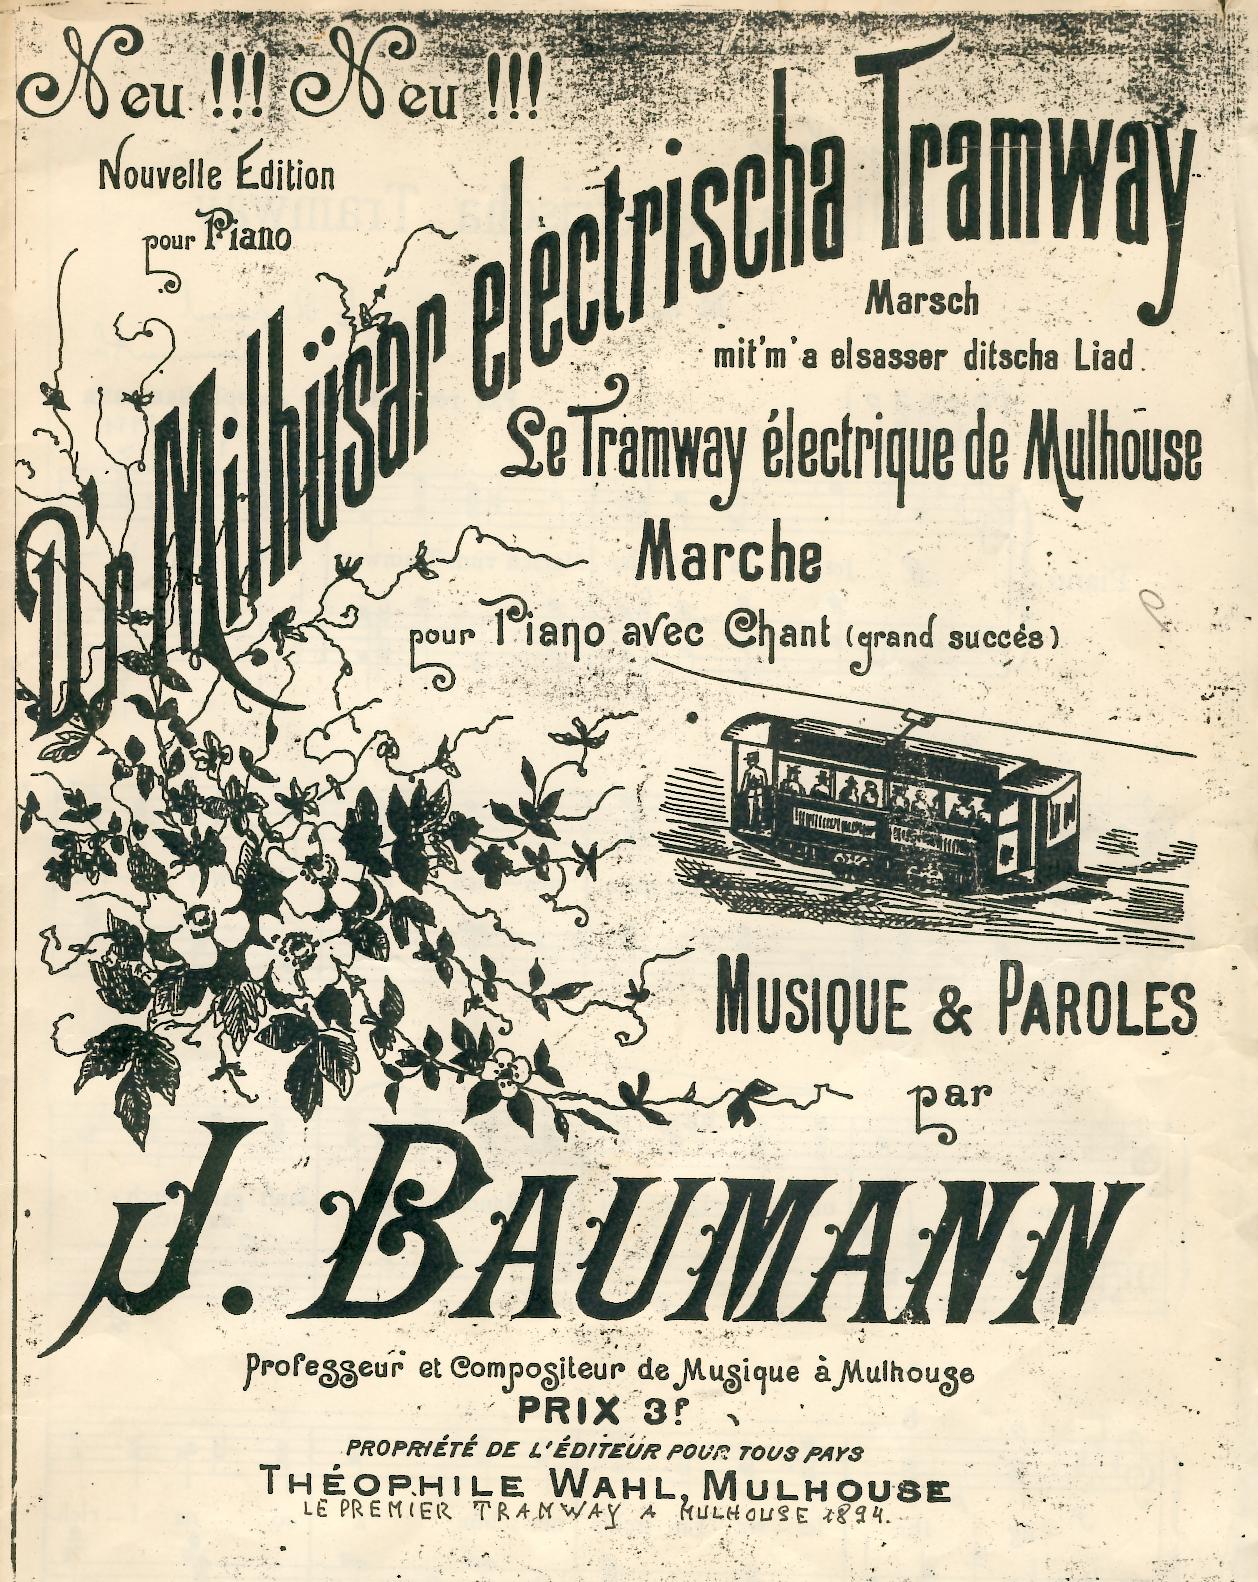 Neu !!! Neu !!!
Nouvelle Édition
pour Piano
Dr Milhüsar electrischa Tramway
Marsch
mit'm'a elsasser ditscha Liad.
Le Tramway électrique de Mulhouse
Marche
pour Piano avec Chant (grand succès)
MUSIQUE & PAROLES
par
J. BAUMANN
Professeur et Compositeur de Musique à Mulhouse
PRIX 3f
PROPRIÉTÉ DE L'ÉDITEUR POUR TOUS PAYS
THÉOPHILE WAHL, MULHOUSE
LE PREMIER TRAMWAY A MULHOUSE 1894.